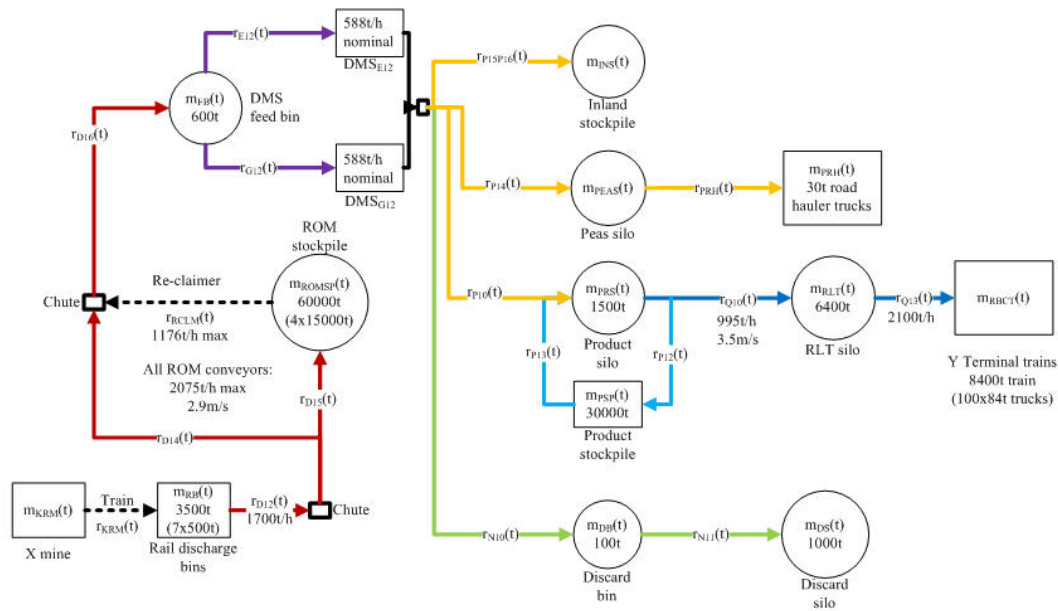 r_E12(t)
588t/h
nominal
DMS_E12
m_FB(t)
600t
DMS
feed bin
r_D16(t)
r_G12(t)
588t/h
nominal
DMS_G12
r_P15P16(t)
m_INS(t)
Inland
stockpile
r_P14(t)
m_PEAS(t)
Peas silo
r_PRH(t)
m_PRH(t)
30t road
hauler trucks
ROM
stockpile
Re-claimer
Chute
r_RCLM(t)
1176t/h max
m_ROMSP(t)
60000t
(4x15000t)
All ROM conveyors:
2075t/h max
2.9m/s
r_D15(t)
r_D14(t)
r_P10(t)
m_PRS(t)
1500t
Product
silo
r_Q10(t)
995t/h
3.5m/s
m_RLT(t)
6400t
RLT silo
r_Q13(t)
2100t/h
m_RBCT(t)
Y Terminal trains
8400t train
(100x84t trucks)
r_P13(t)
r_P12(t)
m_PSP(t)
30000t
Product
stockpile
m_KRM(t)
X mine
Train
r_KRM(t)
m_RB(t)
3500t
(7x500t)
Rail discharge
bins
r_D12(t)
1700t/h
Chute
r_N10(t)
m_DB(t)
100t
Discard
bin
r_N11(t)
m_DS(t)
1000t
Discard
silo